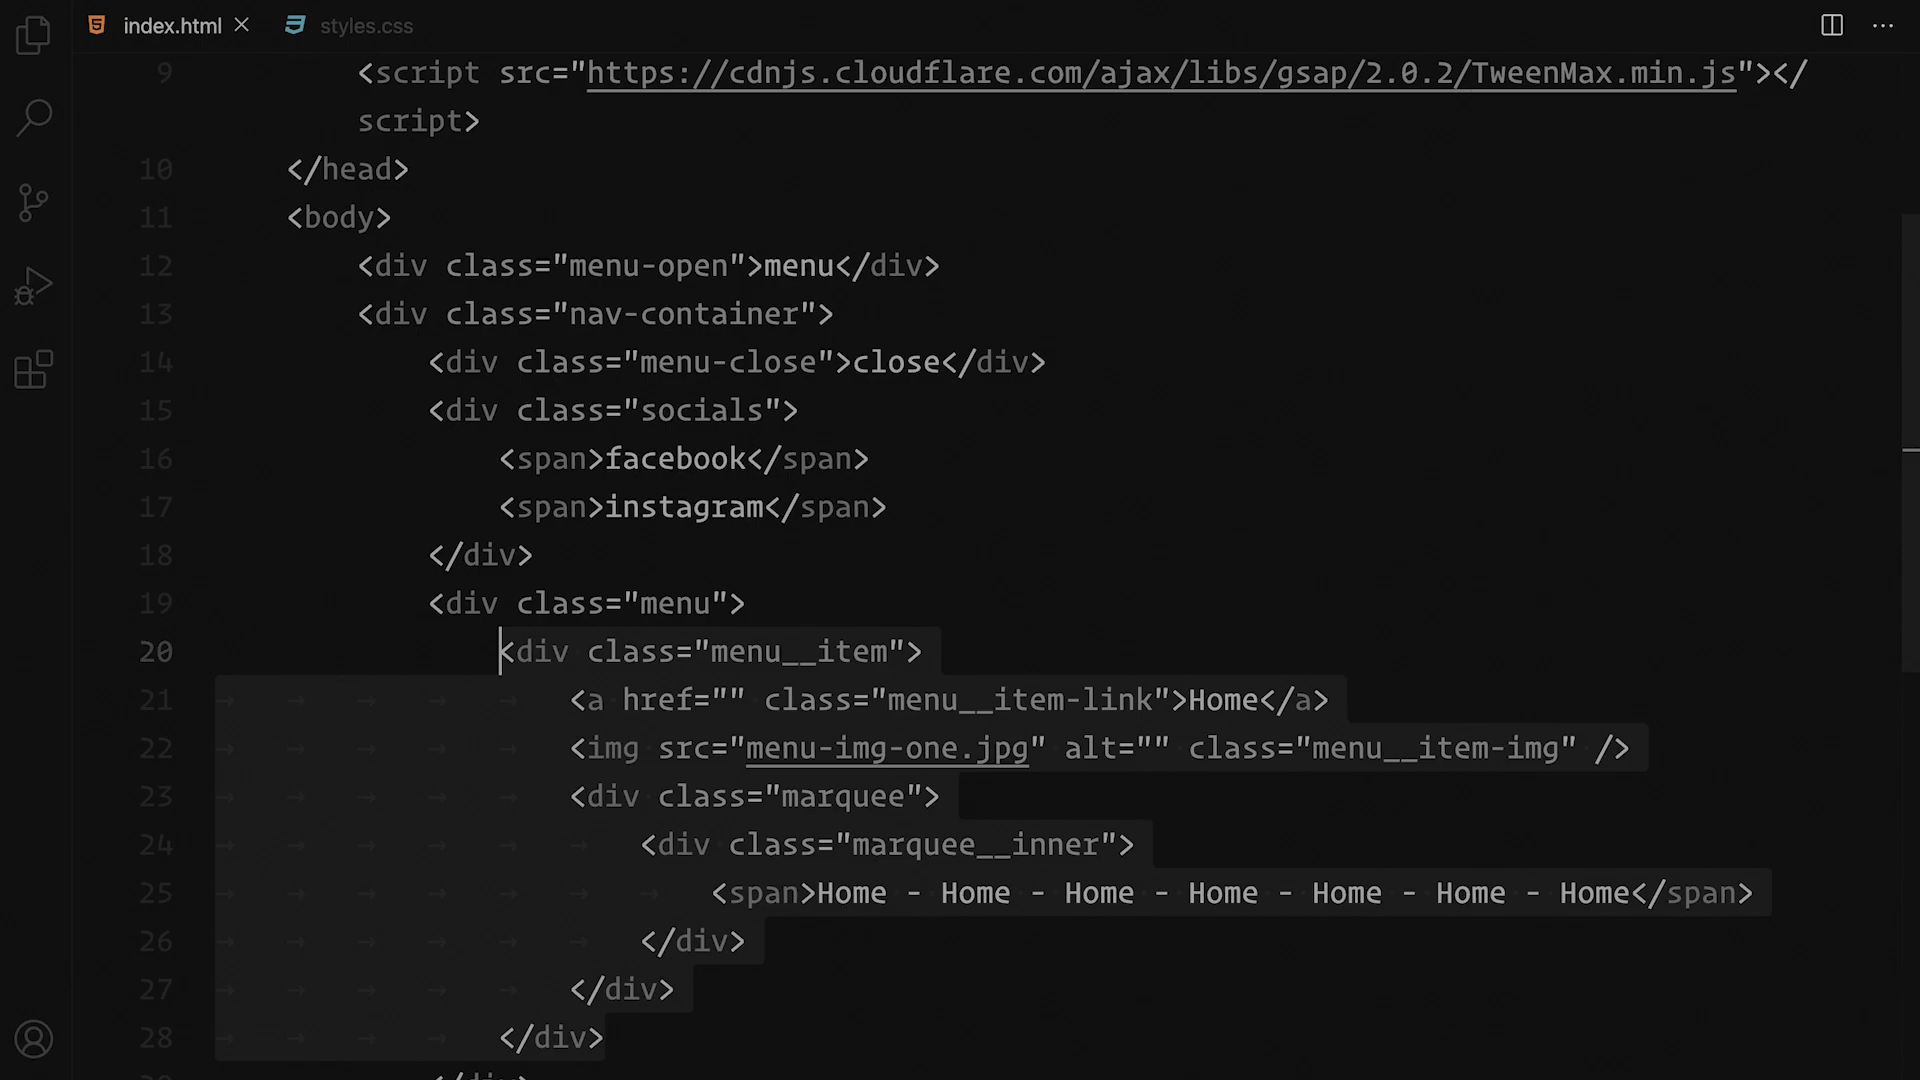 index.html
styles.css
9 <script src="https://cdnjs.cloudflare.com/ajax/libs/gsap/2.0.2/TweenMax.min.js"></
script>
10 </head>
11 <body>
12 <div class="menu-open">menu</div>
13 <div class="nav-container">
14 <div class="menu-close">close</div>
15 <div class="socials">
16 <span>facebook</span>
17 <span>instagram</span>
18 </div>
19 <div class="menu">
20 <div class="menu__item">
21 <a href="" class="menu__item-link">Home</a>
22 <img src="menu-img-one.jpg" alt="" class="menu__item-img" />
23 <div class="marquee">
24 <div class="marquee__inner">
25 <span>Home - Home - Home - Home - Home - Home - Home</span>
26 </div>
27 </div>
28 </div>